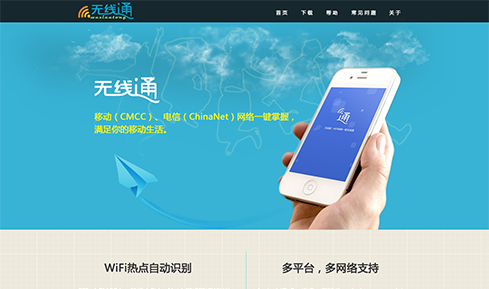 无线通
wuxiantong
首页 下载 帮助 常见问题 关于
无线通
移动（CMCC）、电信（ChinaNet）网络一键掌握，
满足你的移动生活。
通
WiFi热点自动识别
多平台，多网络支持